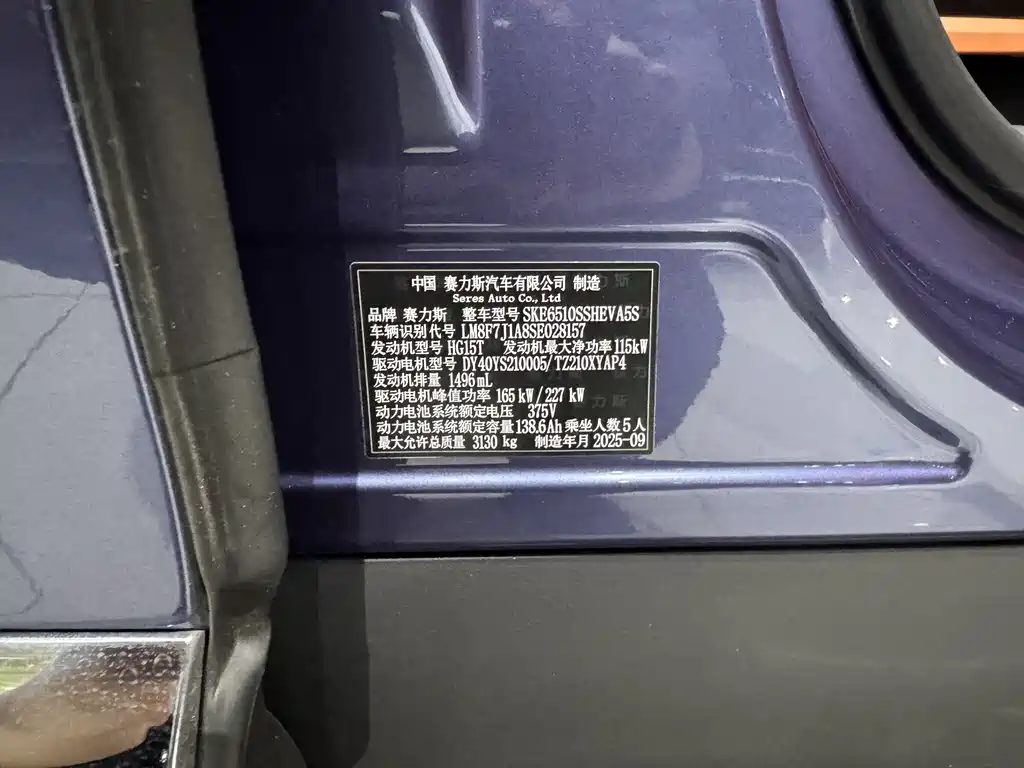 中国 赛力斯汽车有限公司 制造
Seres Auto Co., Ltd
品牌 赛力斯 整车型号 SKE6510SSHEVA5S
车辆识别代号 LM8F7J1A8SE028157
发动机型号 HG15T 发动机最大净功率 115kW
驱动电机型号 DY40YS210005/TZ210XYAP4
发动机排量 1496mL
驱动电机峰值功率 165 kW/227 kW
动力电池系统额定电压 375V
动力电池系统额定容量 138.6Ah 乘坐人数 5 人
最大允许总质量 3130 kg 制造年月 2025-09